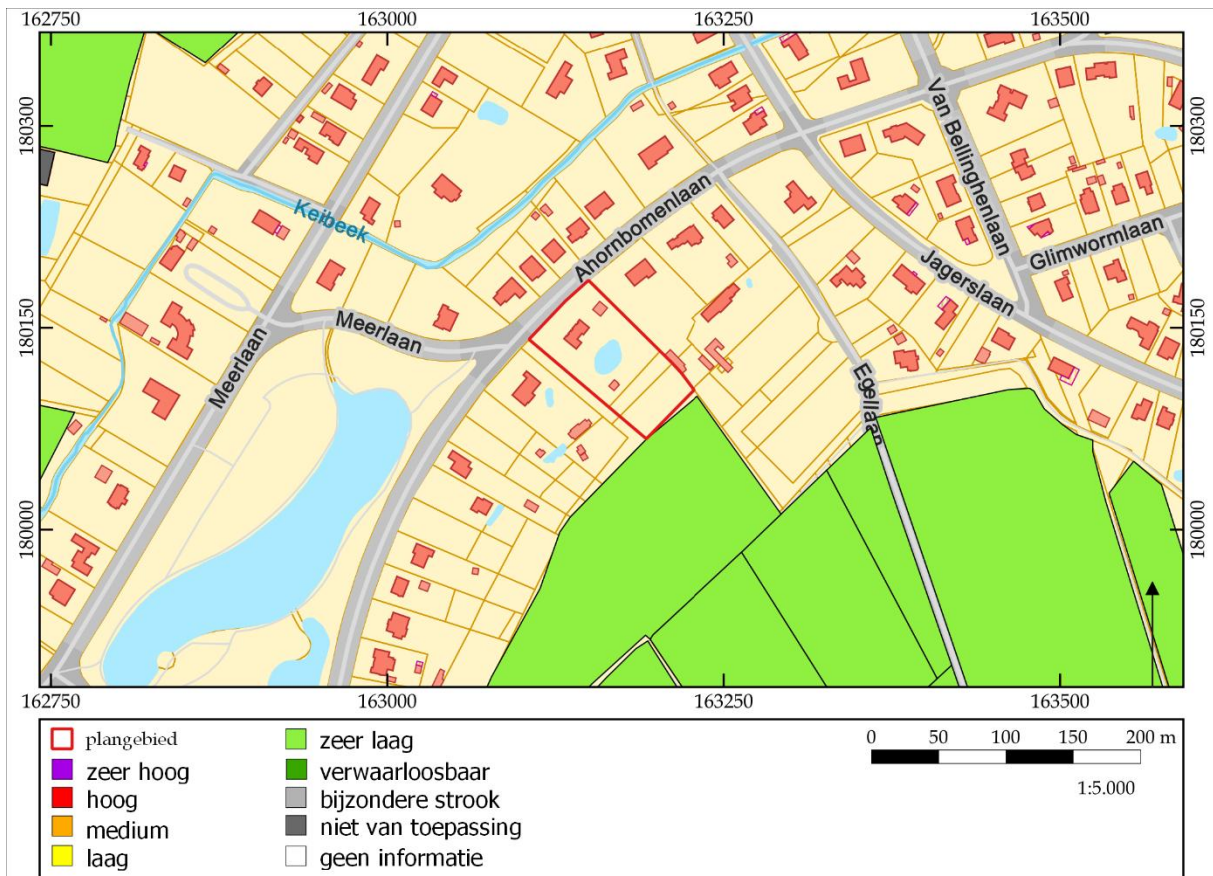 162750 163000 163250 163500
180300
180300
Van Bellinghenlaan
Keibeek
Ahornbomenlaan
Glimwormlaan
Jagerslaan
180150
180150
Meerlaan
Meerlaan
Egellaan
180000
180000
162750 163000 163250 163500
plangebied
zeer hoog
hoog
medium
laag
zeer laag
verwaarloosbaar
bijzondere strook
niet van toepassing
geen informatie
0 50 100 150 200 m
1:5.000